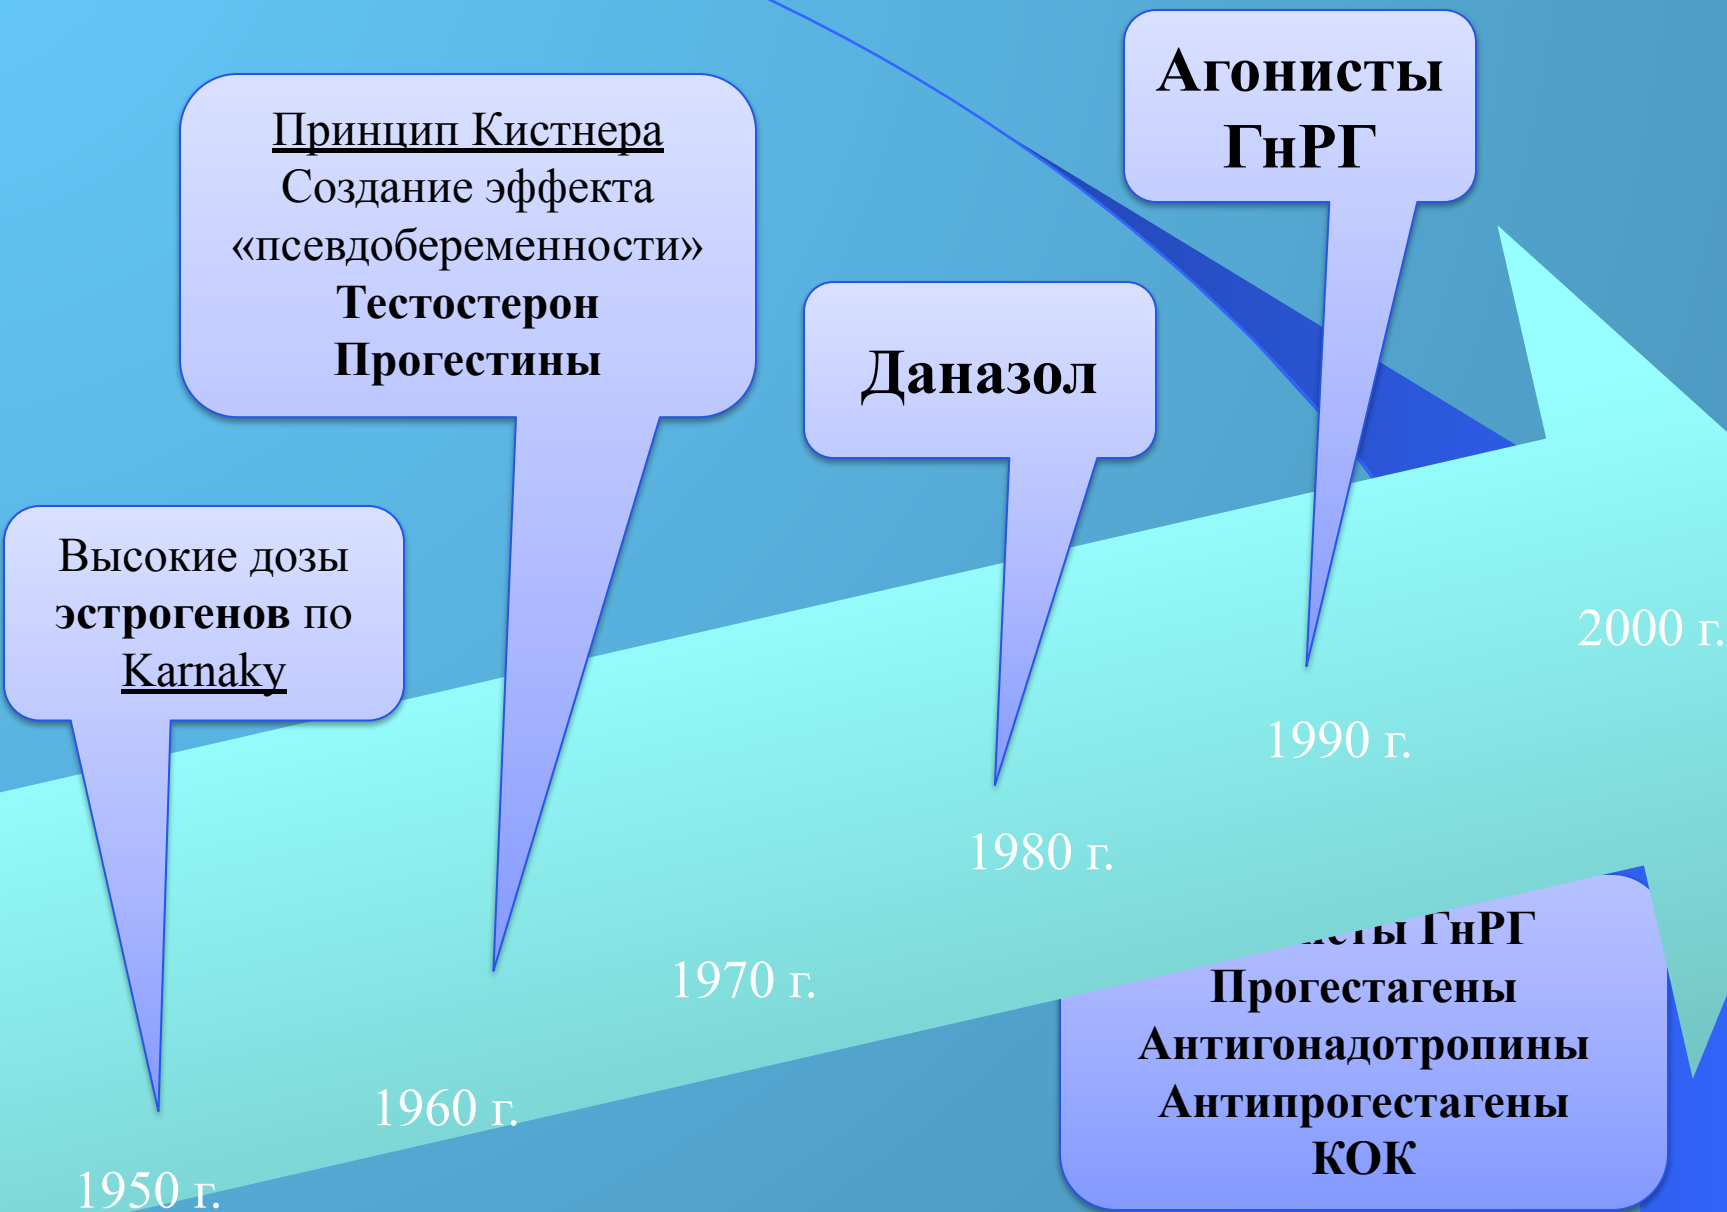 Высокие дозы
эстрогенов по
Karnaky
Принцип Кистнера
Создание эффекта
«псевдобеременности»
Тестостерон
Прогестины
Даназол
Агонисты
ГнРГ
1950 г.
1960 г.
1970 г.
1980 г.
1990 г.
2000 г.
ГнРГ
Прогестагены
Антигонадотропины
Антипрогестагены
КОК